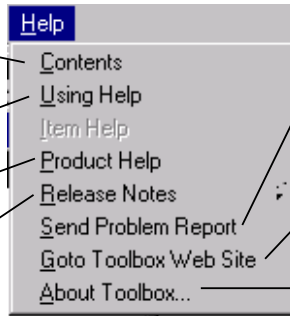 Help
Contents
Using Help
Item Help
Product Help
Release Notes
Send Problem Report
Goto Toolbox Web Site
About Toolbox...